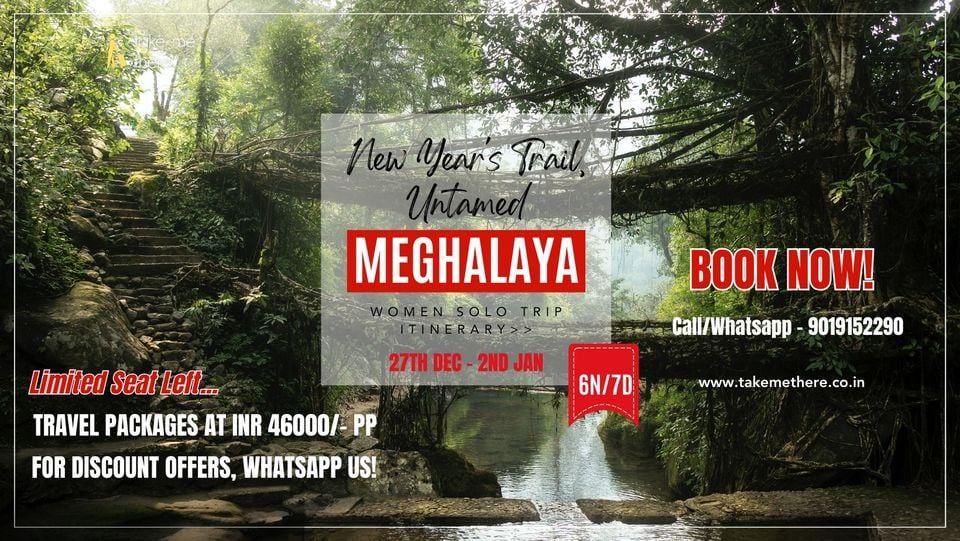 New Year's Trail,
Untamed
MEGHALAYA
WOMEN SOLO TRIP
ITINERARY>>
27TH DEC - 2ND JAN
6N/7D
BOOK NOW!
Call/Whatsapp - 9019152290
www.takemethere.co.in
Limited Seat Left...
TRAVEL PACKAGES AT INR 46000/- PP
FOR DISCOUNT OFFERS, WHATSAPP US!